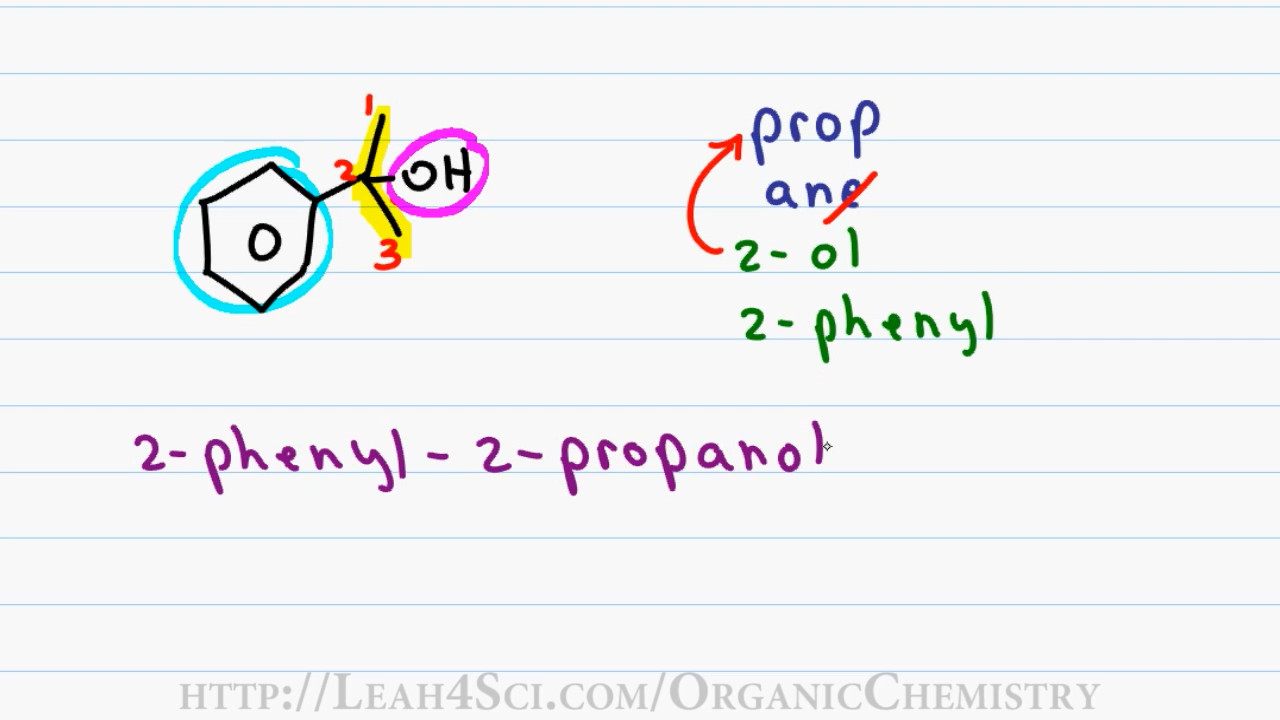 1
2
OH
O
3
prop
ane
2- ol
2- phenyl
2-phenyl - 2-propanol
HTTP://LEAH4SCI.COM/ORGANICCHEMISTRY